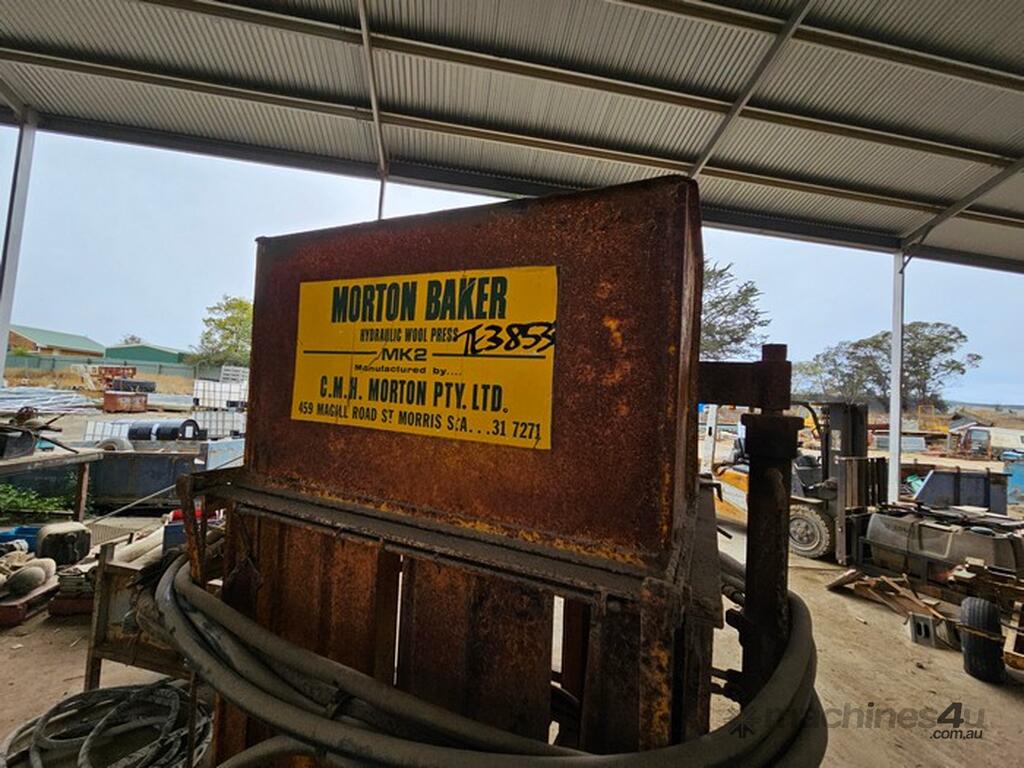 MORTON BAKER
HYDRAULIC WOOL PRESS TE3853
MK2
Manufactured by....
C.M.H. MORTON PTY. LTD.
459 MAGILL ROAD ST MORRIS S.A...31 7271
machines4u
.com.au